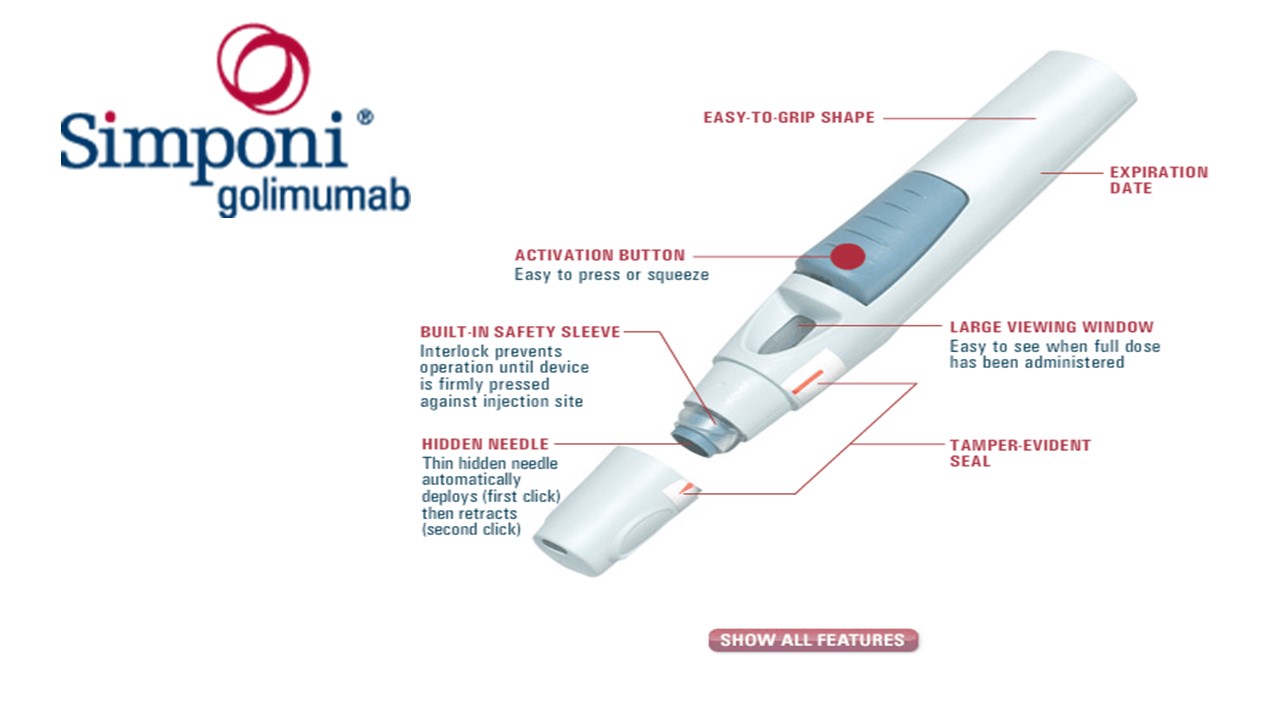 Simponi®
golimumab
EASY-TO-GRIP SHAPE
EXPIRATION
DATE
ACTIVATION BUTTON
Easy to press or squeeze
BUILT-IN SAFETY SLEEVE
Interlock prevents
operation until device
is firmly pressed
against injection site
LARGE VIEWING WINDOW
Easy to see when full dose
has been administered
HIDDEN NEEDLE
Thin hidden needle
automatically
deploys (first click)
then retracts
(second click)
TAMPER-EVIDENT
SEAL
SHOW ALL FEATURES